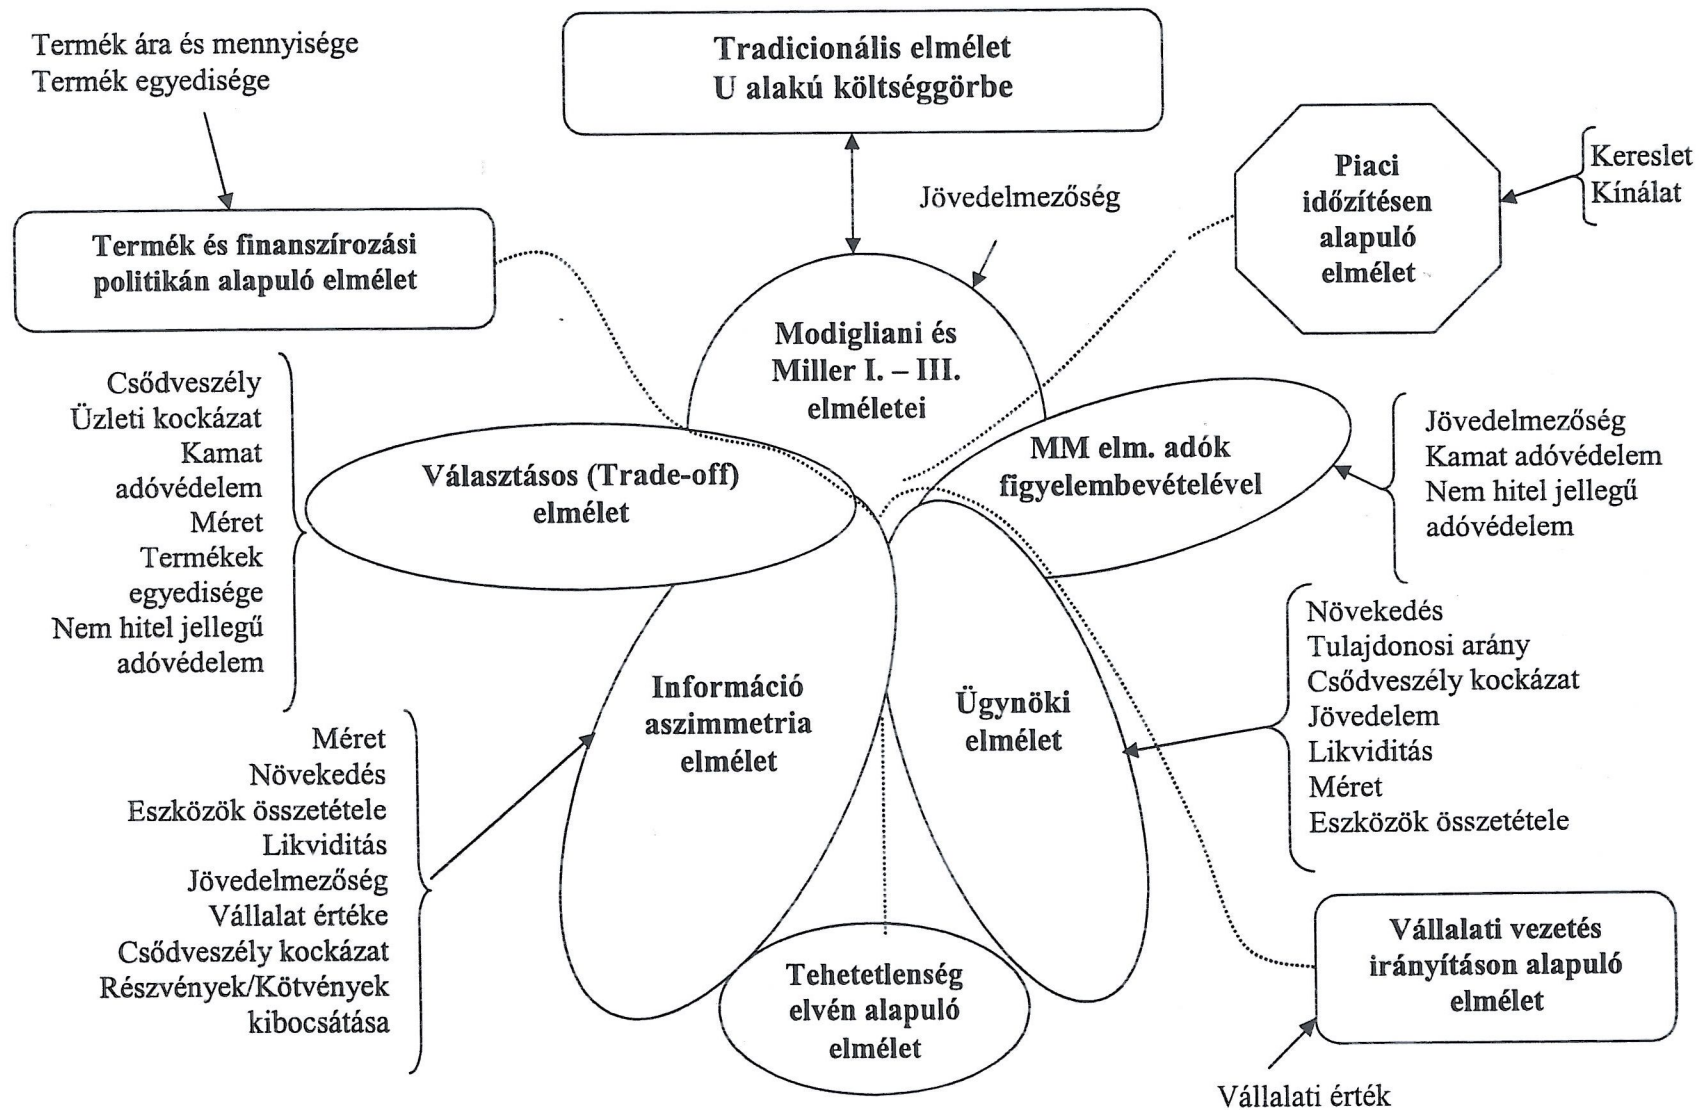 Termék ára és mennyisége
Termék egyedisége
Tradicionális elmélet
U alakú költséggörbe
Piaci
időzítésen
alapuló
elmélet
Kereslet
Kínálat
Jövedelmezőség
Termék és finanszírozási
politikán alapuló elmélet
Modigliani és
Miller I. – III.
elméletei
Csődveszély
Üzleti kockázat
Kamat
adóvédelem
Méret
Termékek
egyedisége
Nem hitel jellegű
adóvédelem
Választásos (Trade-off)
elmélet
MM elm. adók
figyelembevételével
Jövedelmezőség
Kamat adóvédelem
Nem hitel jellegű
adóvédelem
Információ
aszimmetria
elmélet
Ügynöki
elmélet
Növekedés
Tulajdonosi arány
Csődveszély kockázat
Jövedelem
Likviditás
Méret
Eszközök összetétele
Méret
Növekedés
Eszközök összetétele
Likviditás
Jövedelmezőség
Vállalat értéke
Csődveszély kockázat
Részvények/Kötvények
kibocsátása
Tehetetlenség
elvén alapuló
elmélet
Vállalati vezetés
irányításon alapuló
elmélet
Vállalati érték